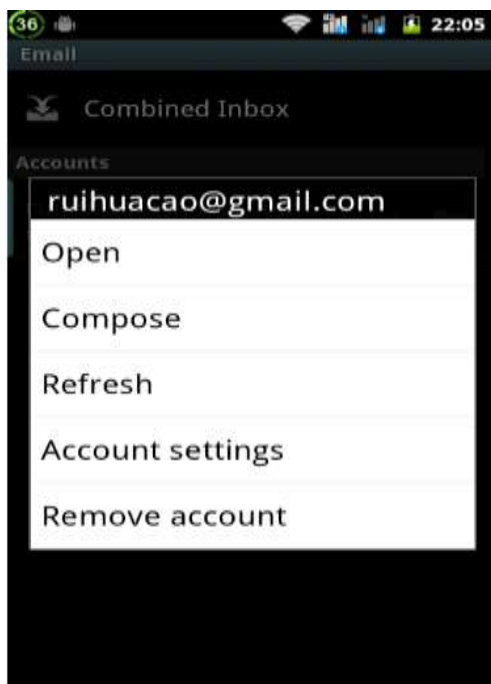 36 22:05
Email
Combined Inbox
Accounts
ruihuacao@gmail.com
Open
Compose
Refresh
Account settings
Remove account